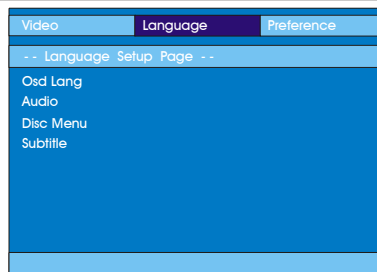 Video Language Preference
-- Language Setup Page --
Osd Lang
Audio
Disc Menu
Subtitle